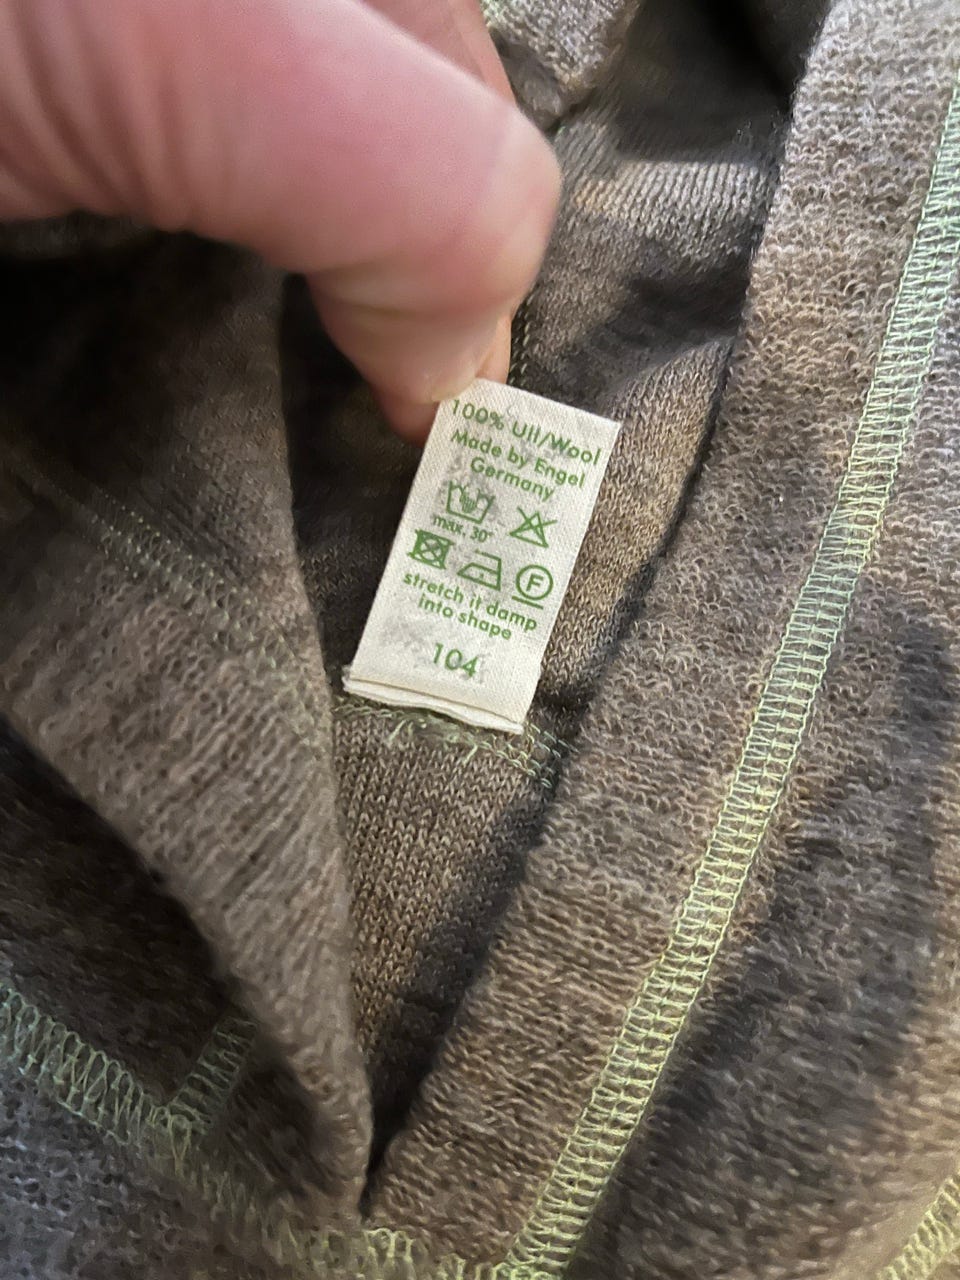 100% Ull/Wool
Made by Engel
Germany
max. 30°
F
stretch it damp
into shape
104